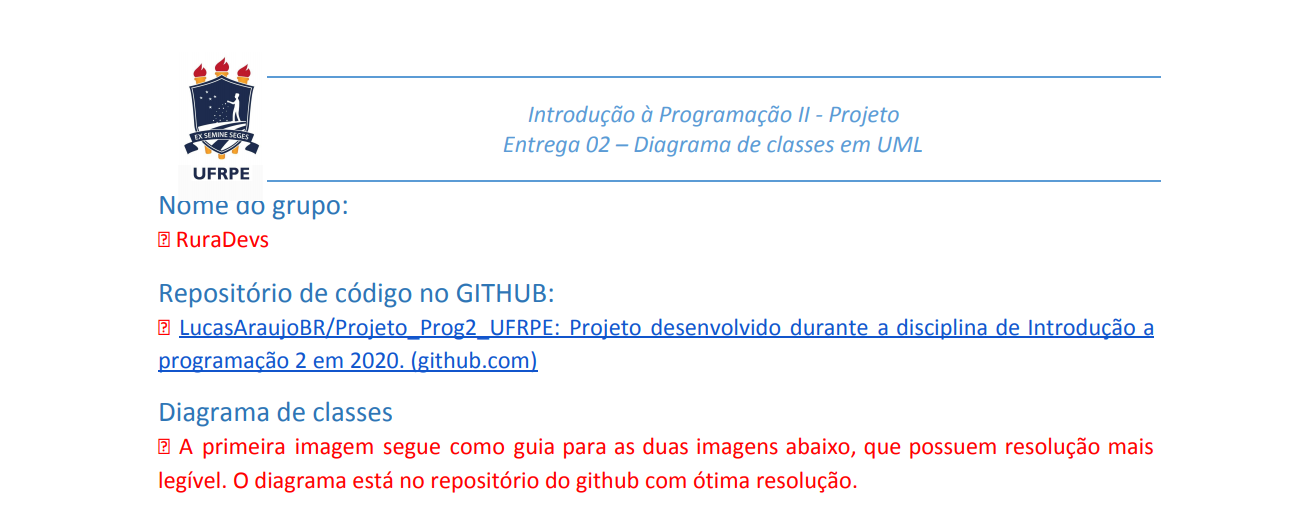 Introdução à Programação II - Projeto
Entrega 02 – Diagrama de classes em UML
EX SEMINE SEGES
UFRPE
Nome do grupo:
RuraDevs
Repositório de código no GITHUB:
LucasAraujoBR/Projeto_Prog2_UFRPE: Projeto desenvolvido durante a disciplina de Introdução a
programação 2 em 2020. (github.com)
Diagrama de classes
A primeira imagem segue como guia para as duas imagens abaixo, que possuem resolução mais
legível. O diagrama está no repositório do github com ótima resolução.